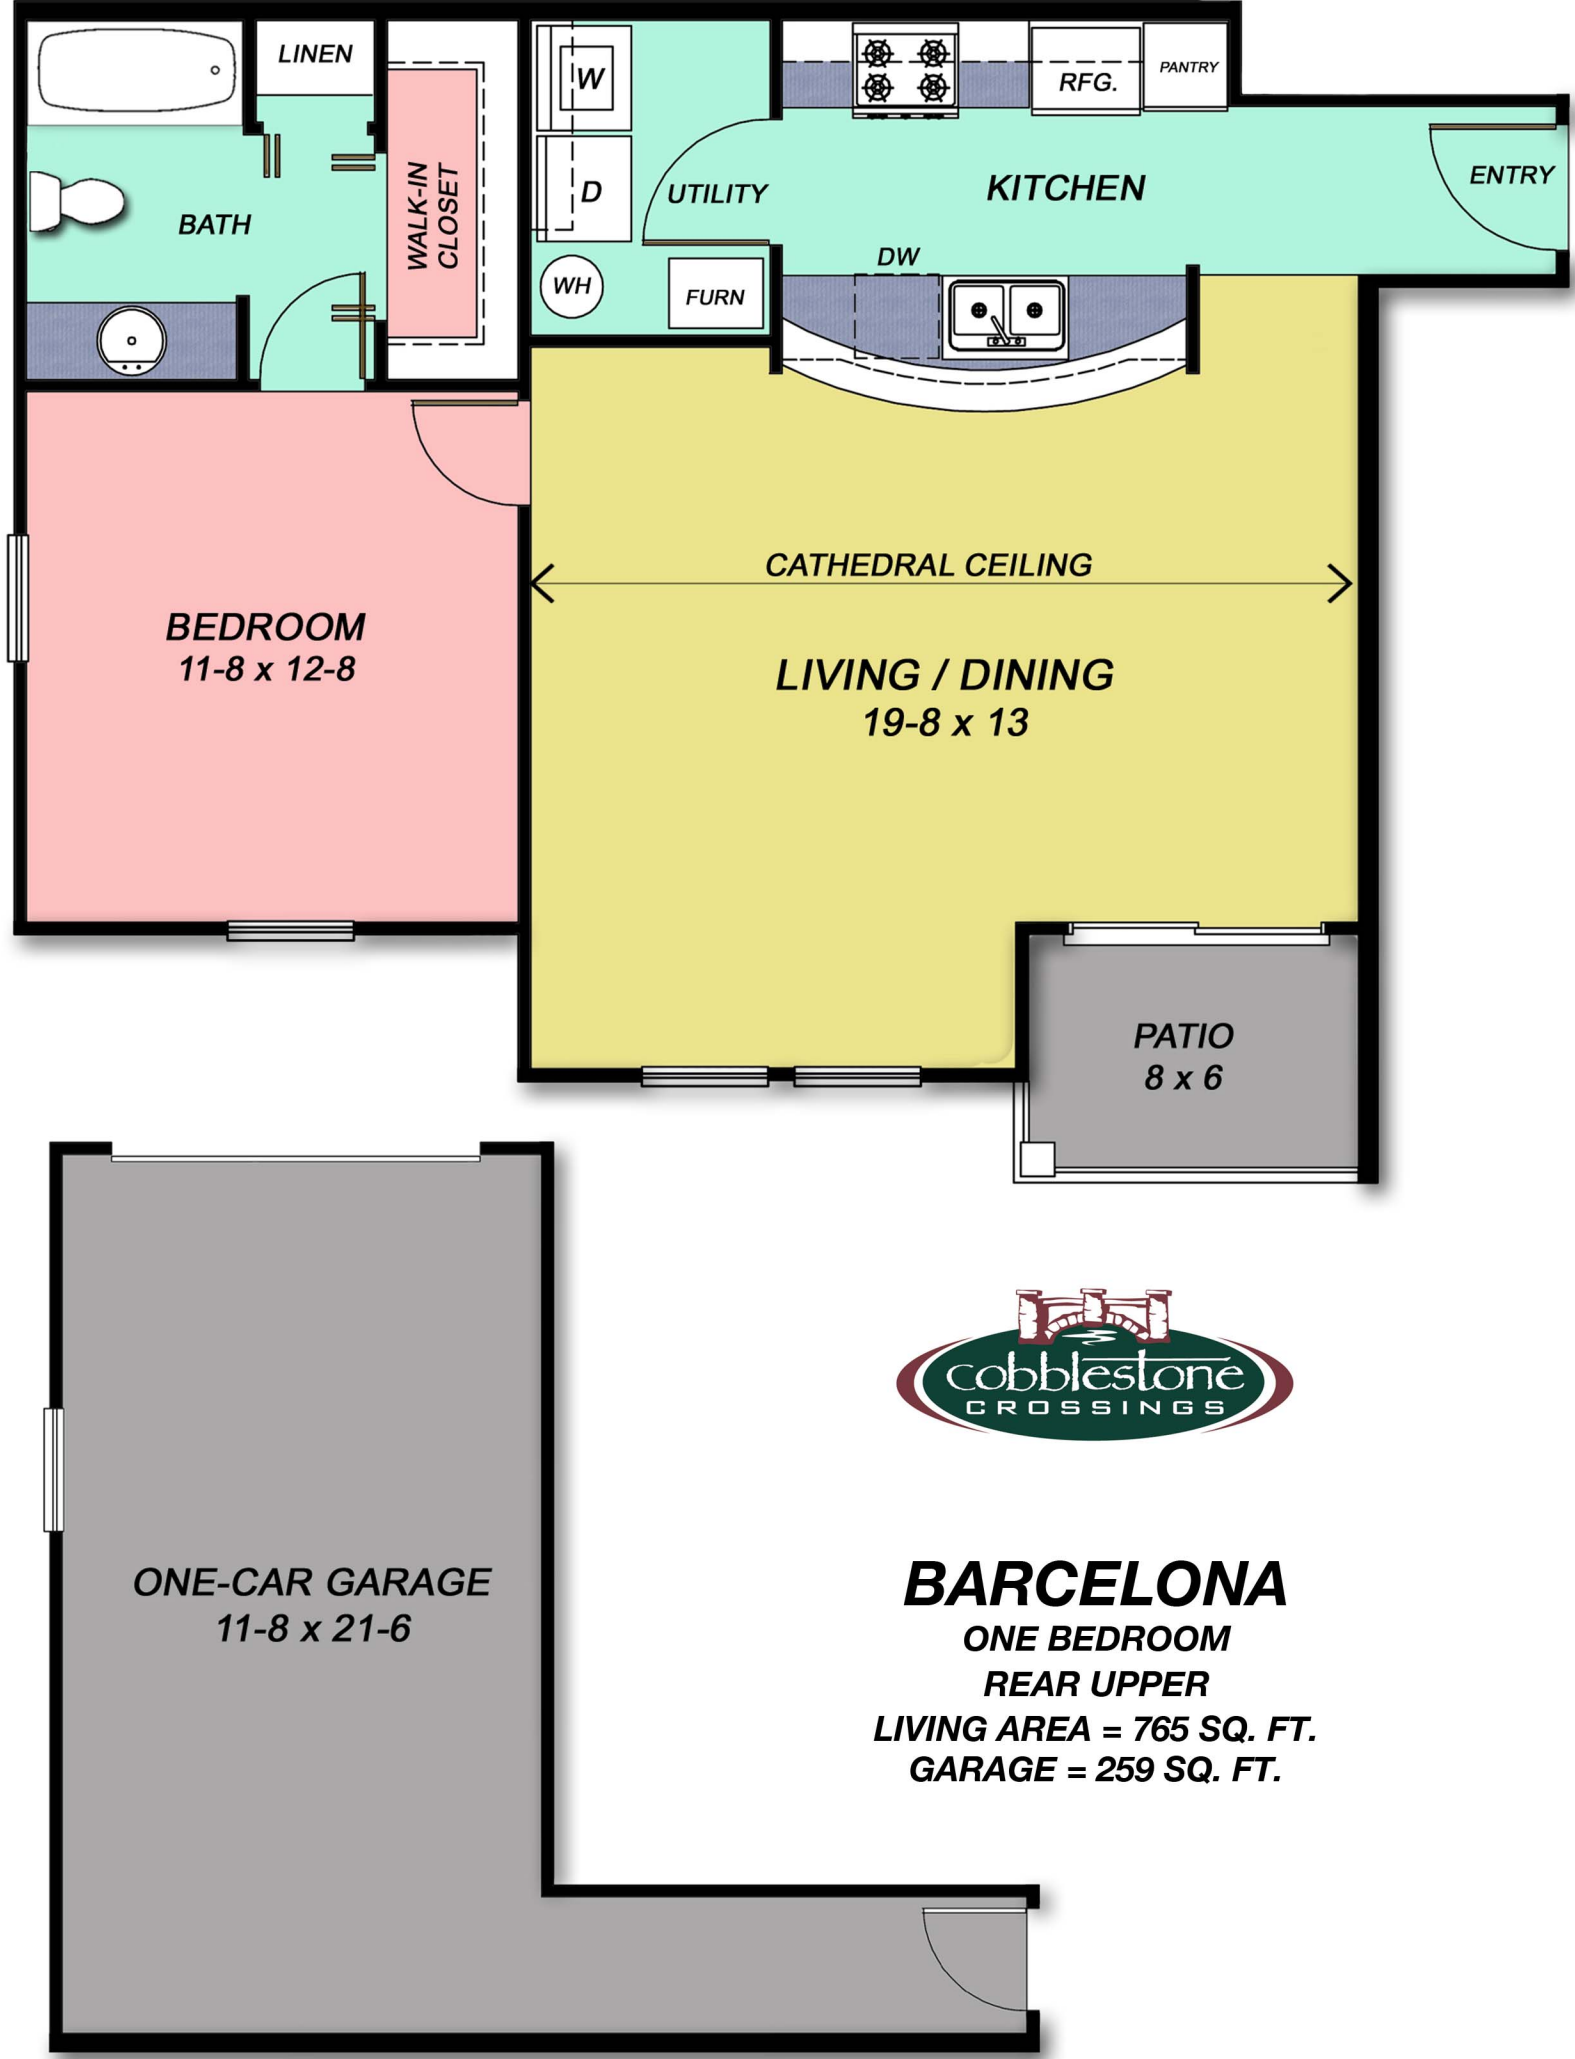 LINEN
W
RFG.
PANTRY
WALK-IN
CLOSET
D
UTILITY
KITCHEN
ENTRY
BATH
DW
WH
FURN
CATHEDRAL CEILING
BEDROOM
11-8 x 12-8
LIVING / DINING
19-8 x 13
PATIO
8 x 6
cobblestone
CROSSINGS
ONE-CAR GARAGE
11-8 x 21-6
BARCELONA
ONE BEDROOM
REAR UPPER
LIVING AREA = 765 SQ. FT.
GARAGE = 259 SQ. FT.